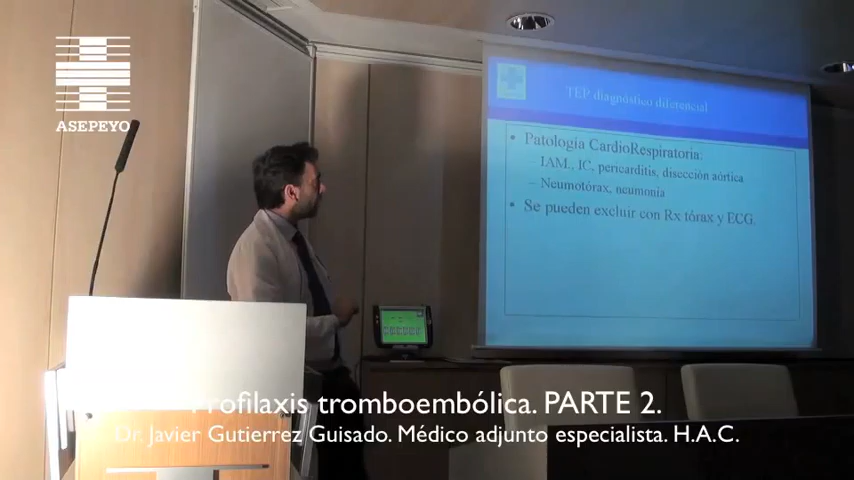 ASEPEYO
TEP diagnóstico diferencial
• Patología CardioRespiratoria:
– IAM., IC, pericarditis, disección aórtica
– Neumotórax, neumonía
• Se pueden excluir con Rx tórax y ECG.
Profilaxis tromboembólica. PARTE 2.
Dr. Javier Gutierrez Guisado. Médico adjunto especialista. H.A.C.